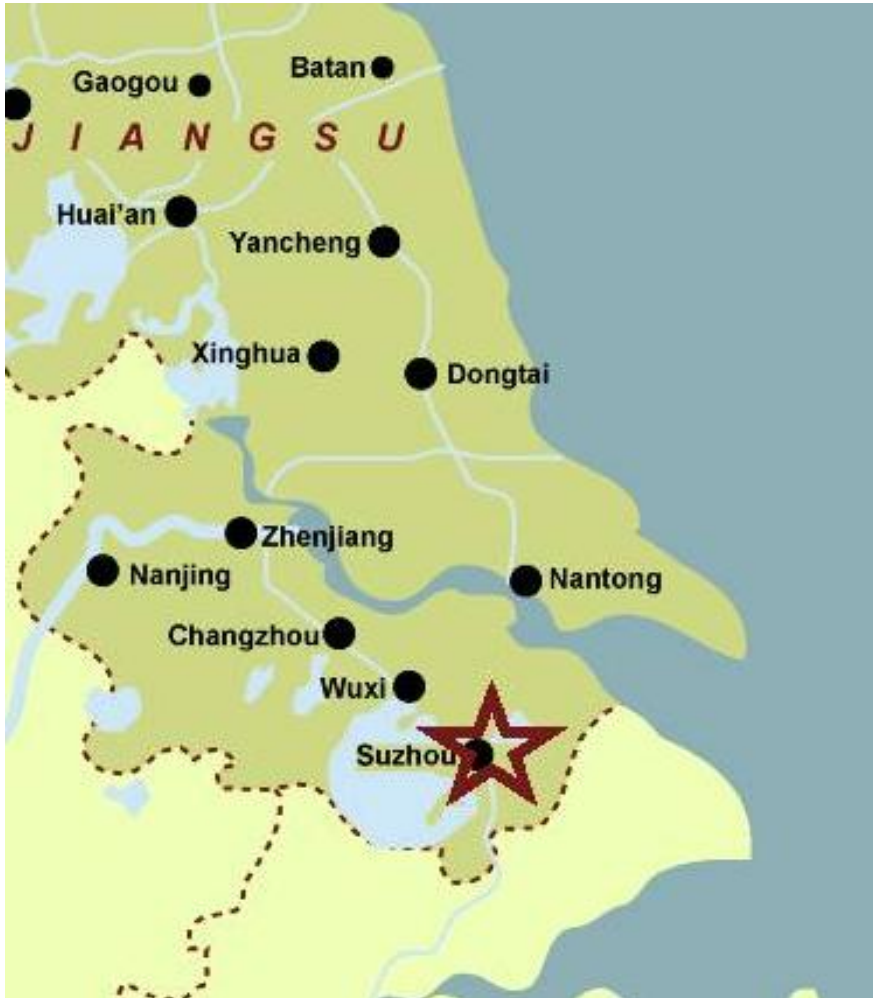 Batan
Gaogou
JIANGSU
Huai'an
Yancheng
Xinghua
Dongtai
Zhenjiang
Nanjing
Nantong
Changzhou
Wuxi
Suzhou